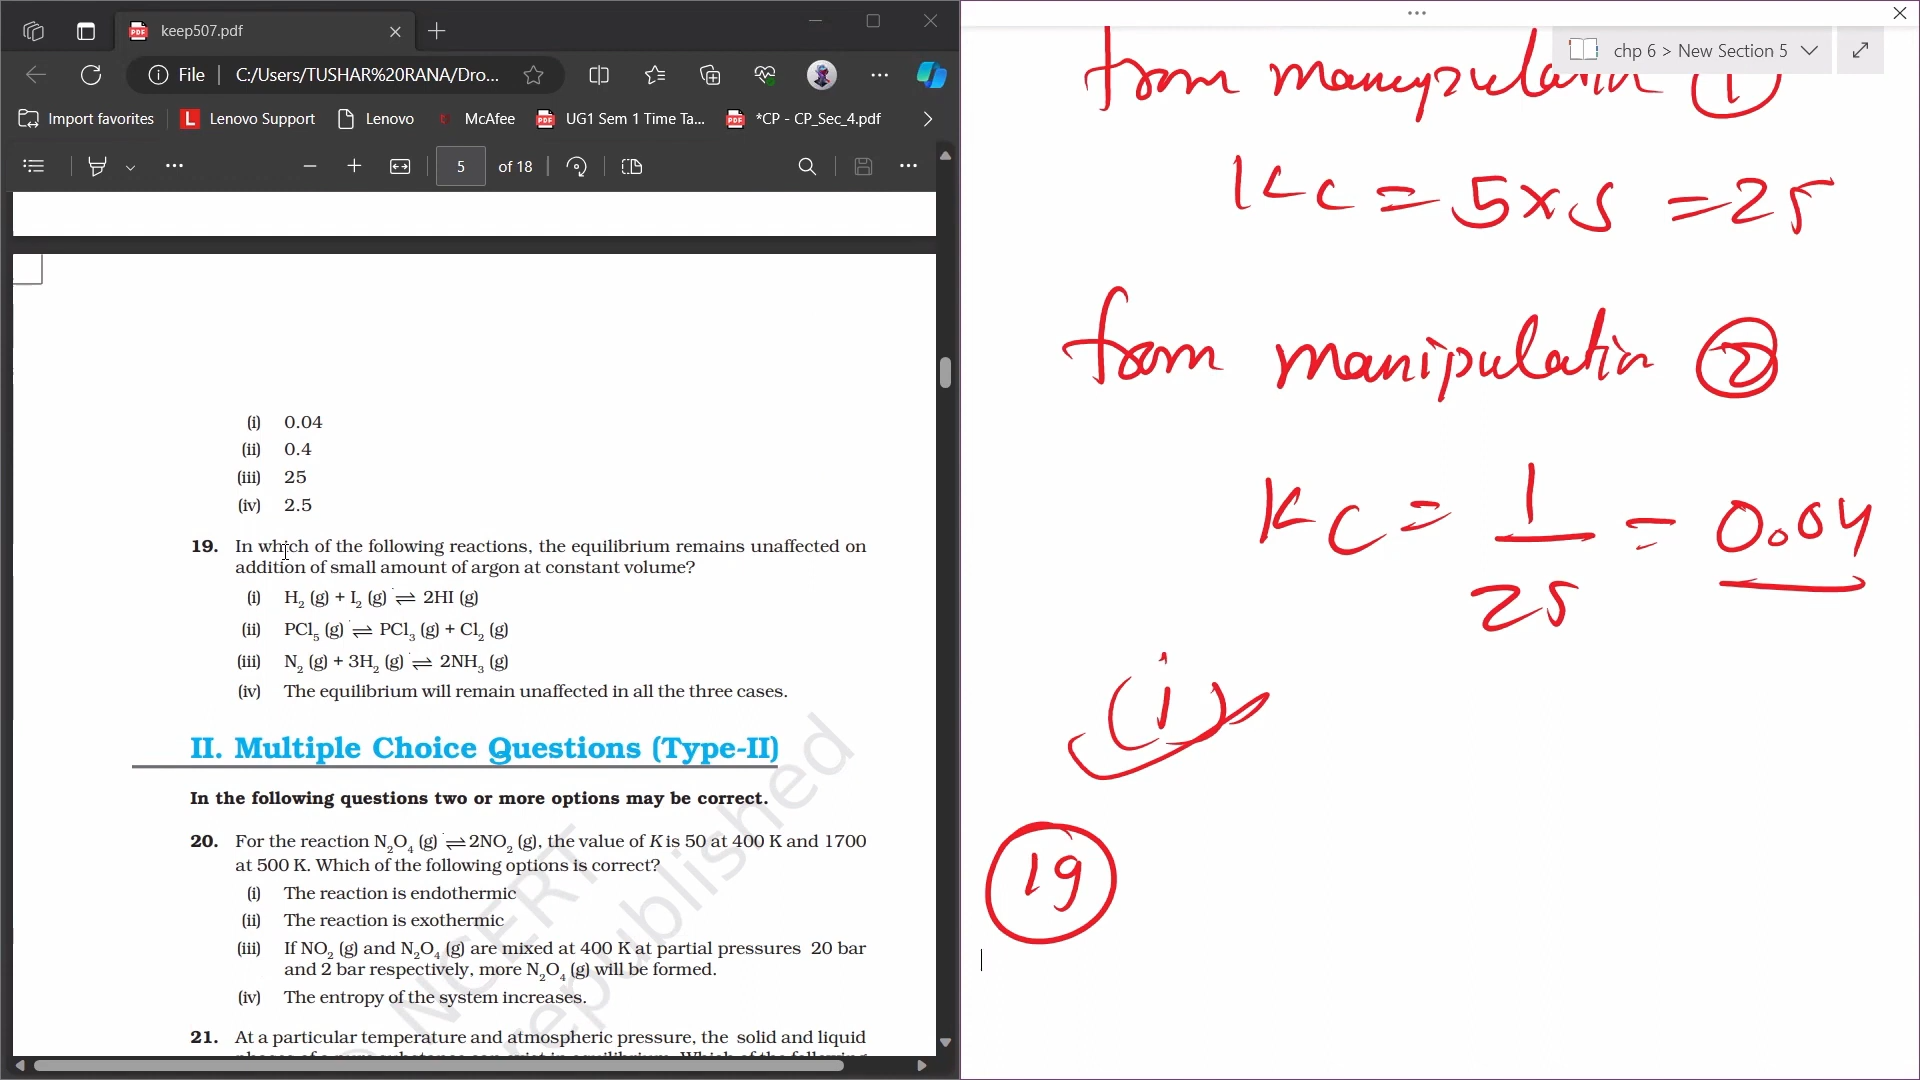 keep507.pdf
File C:/Users/TUSHAR%20RANA/Dro...
Import favorites Lenovo Support Lenovo McAfee UG1 Sem 1 Time Ta... *CP - CP_Sec_4.pdf
5 of 18
(i) 0.04
(ii) 0.4
(iii) 25
(iv) 2.5
19. In which of the following reactions, the equilibrium remains unaffected on
addition of small amount of argon at constant volume?
(i) H₂ (g) + I₂ (g) ⇌ 2HI (g)
(ii) PCl₅ (g) ⇌ PCl₃ (g) + Cl₂ (g)
(iii) N₂ (g) + 3H₂ (g) ⇌ 2NH₃ (g)
(iv) The equilibrium will remain unaffected in all the three cases.
II. Multiple Choice Questions (Type-II)
In the following questions two or more options may be correct.
20. For the reaction N₂O₄ (g) ⇌ 2NO₂ (g), the value of K is 50 at 400 K and 1700
at 500 K. Which of the following options is correct?
(i) The reaction is endothermic
(ii) The reaction is exothermic
(iii) If NO₂ (g) and N₂O₄ (g) are mixed at 400 K at partial pressures 20 bar
and 2 bar respectively, more N₂O₄ (g) will be formed.
(iv) The entropy of the system increases.
21. At a particular temperature and atmospheric pressure, the solid and liquid
© NCERT
republished
chp 6 > New Section 5
from manipulatin 1
Kc = 5 x 5 = 25
from manipulatin 2
Kc = 1/25 = 0.04
(i)
19